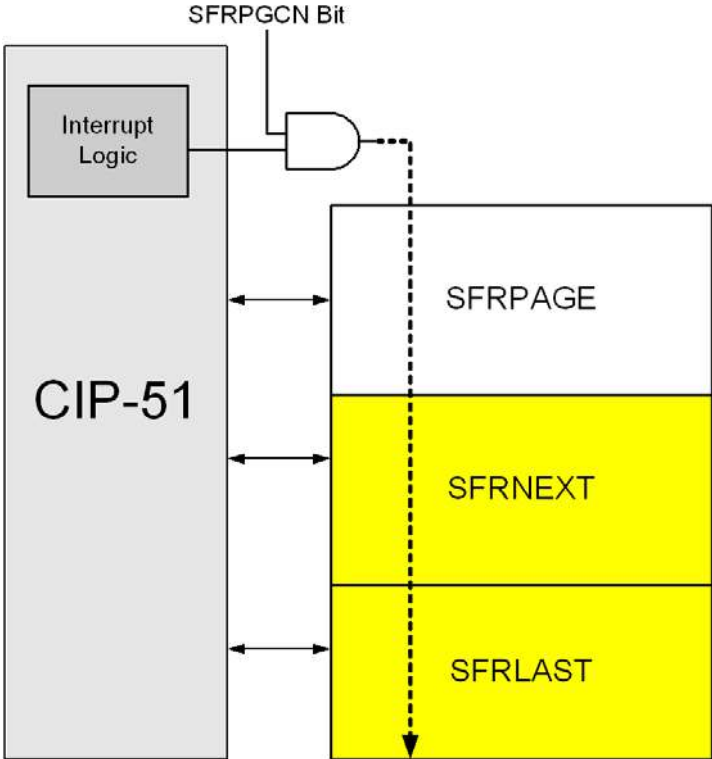 SFRPGCN Bit
Interrupt
Logic
SFRPAGE
CIP-51
SFRNEXT
SFRLAST